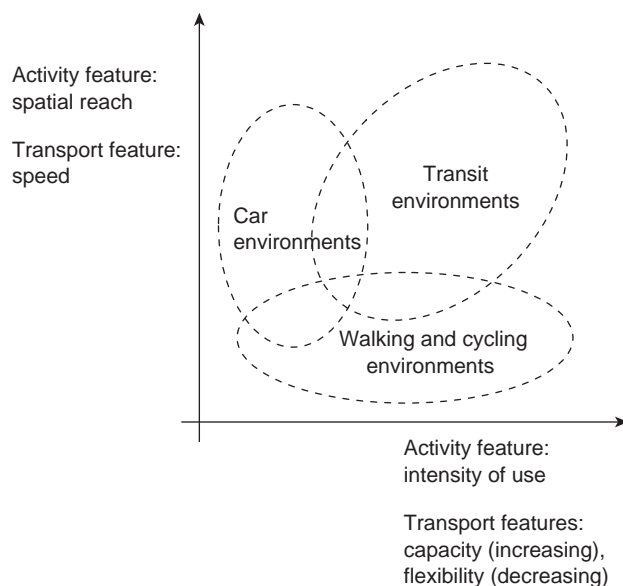 Activity feature:
spatial reach
Transport feature:
speed
Transit
environments
Car
environments
Walking and cycling
environments
Activity feature:
intensity of use
Transport features:
capacity (increasing),
flexibility (decreasing)